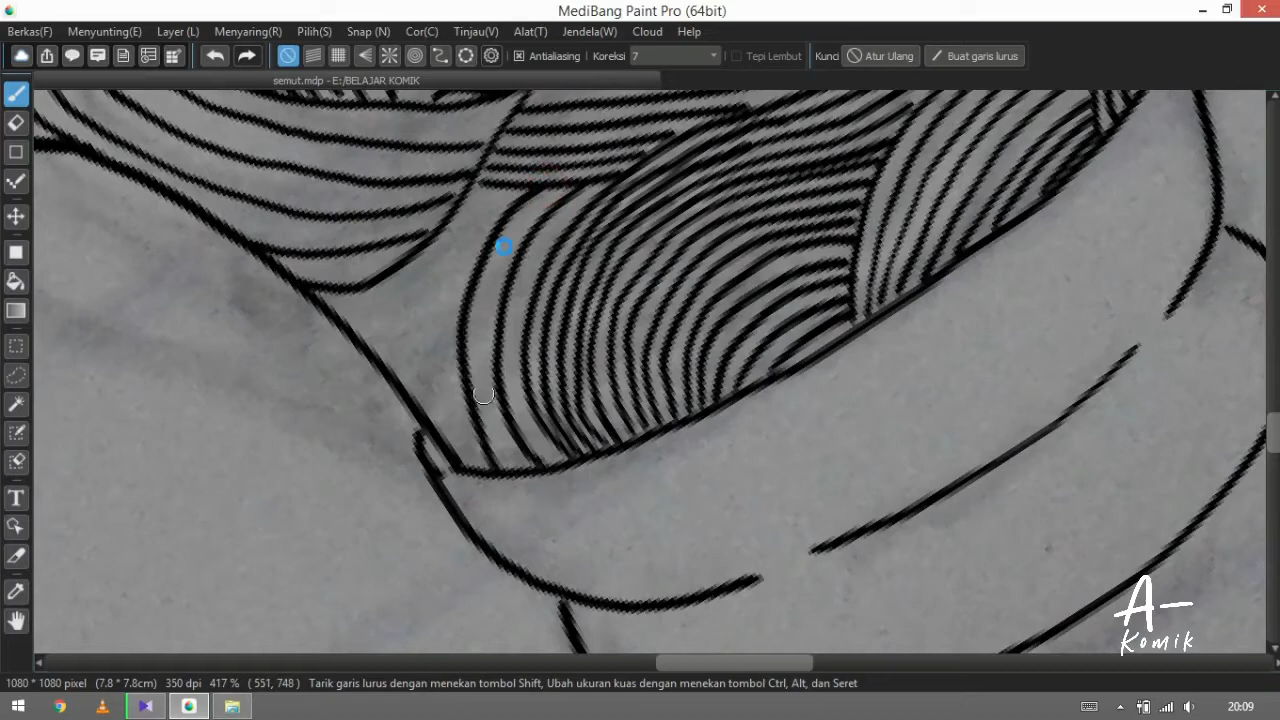 MediBang Paint Pro (64bit)
Berkas(F) Menyunting(E) Layer (L) Menyaring(R) Pilih(S) Snap (N) Cor(C) Tinjau(V) Alat(T) Jendela(W) Cloud Help
Antialiasing Koreksi 7 Tepi Lembut Kunci Atur Ulang Buat garis lurus
semut.mdp - E:/BELAJAR KOMIK
T
A-
Komik
1080 * 1080 pixel (7.8 * 7.8cm) 350 dpi 417 % ( 551, 748 ) Tarik garis lurus dengan menekan tombol Shift, Ubah ukuran kuas dengan menekan tombol Ctrl, Alt, dan Seret
20:09